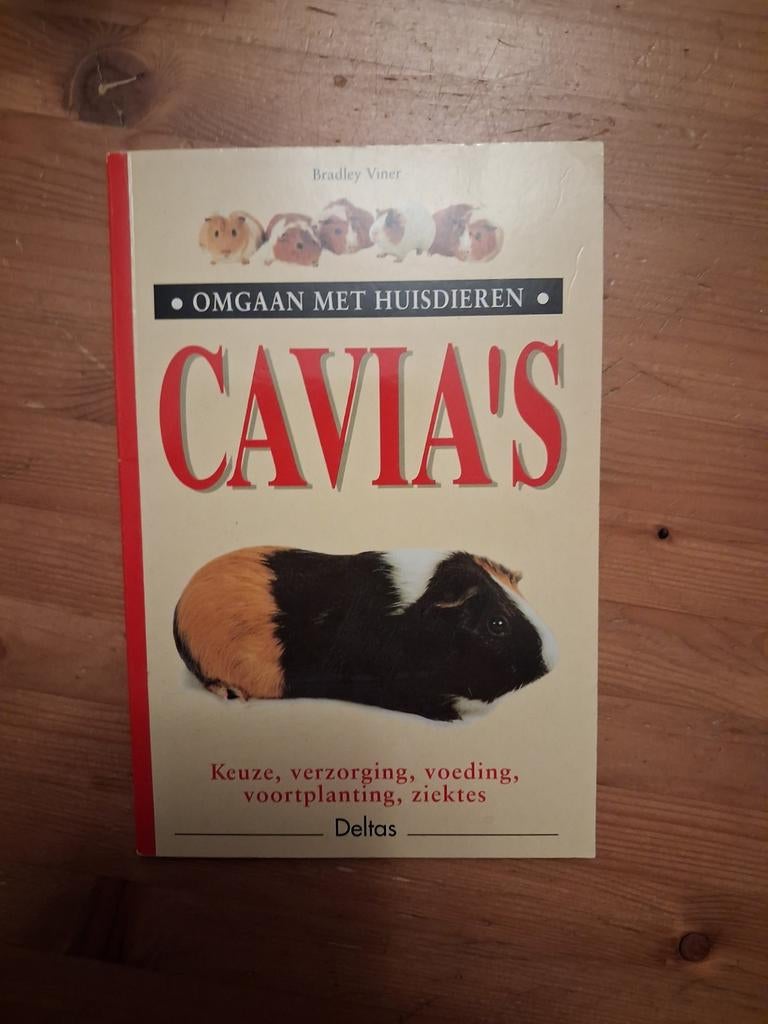 Bradley Viner
• OMGAAN MET HUISDIEREN •
CAVIA'S
Keuze, verzorging, voeding,
voortplanting, ziektes
Deltas